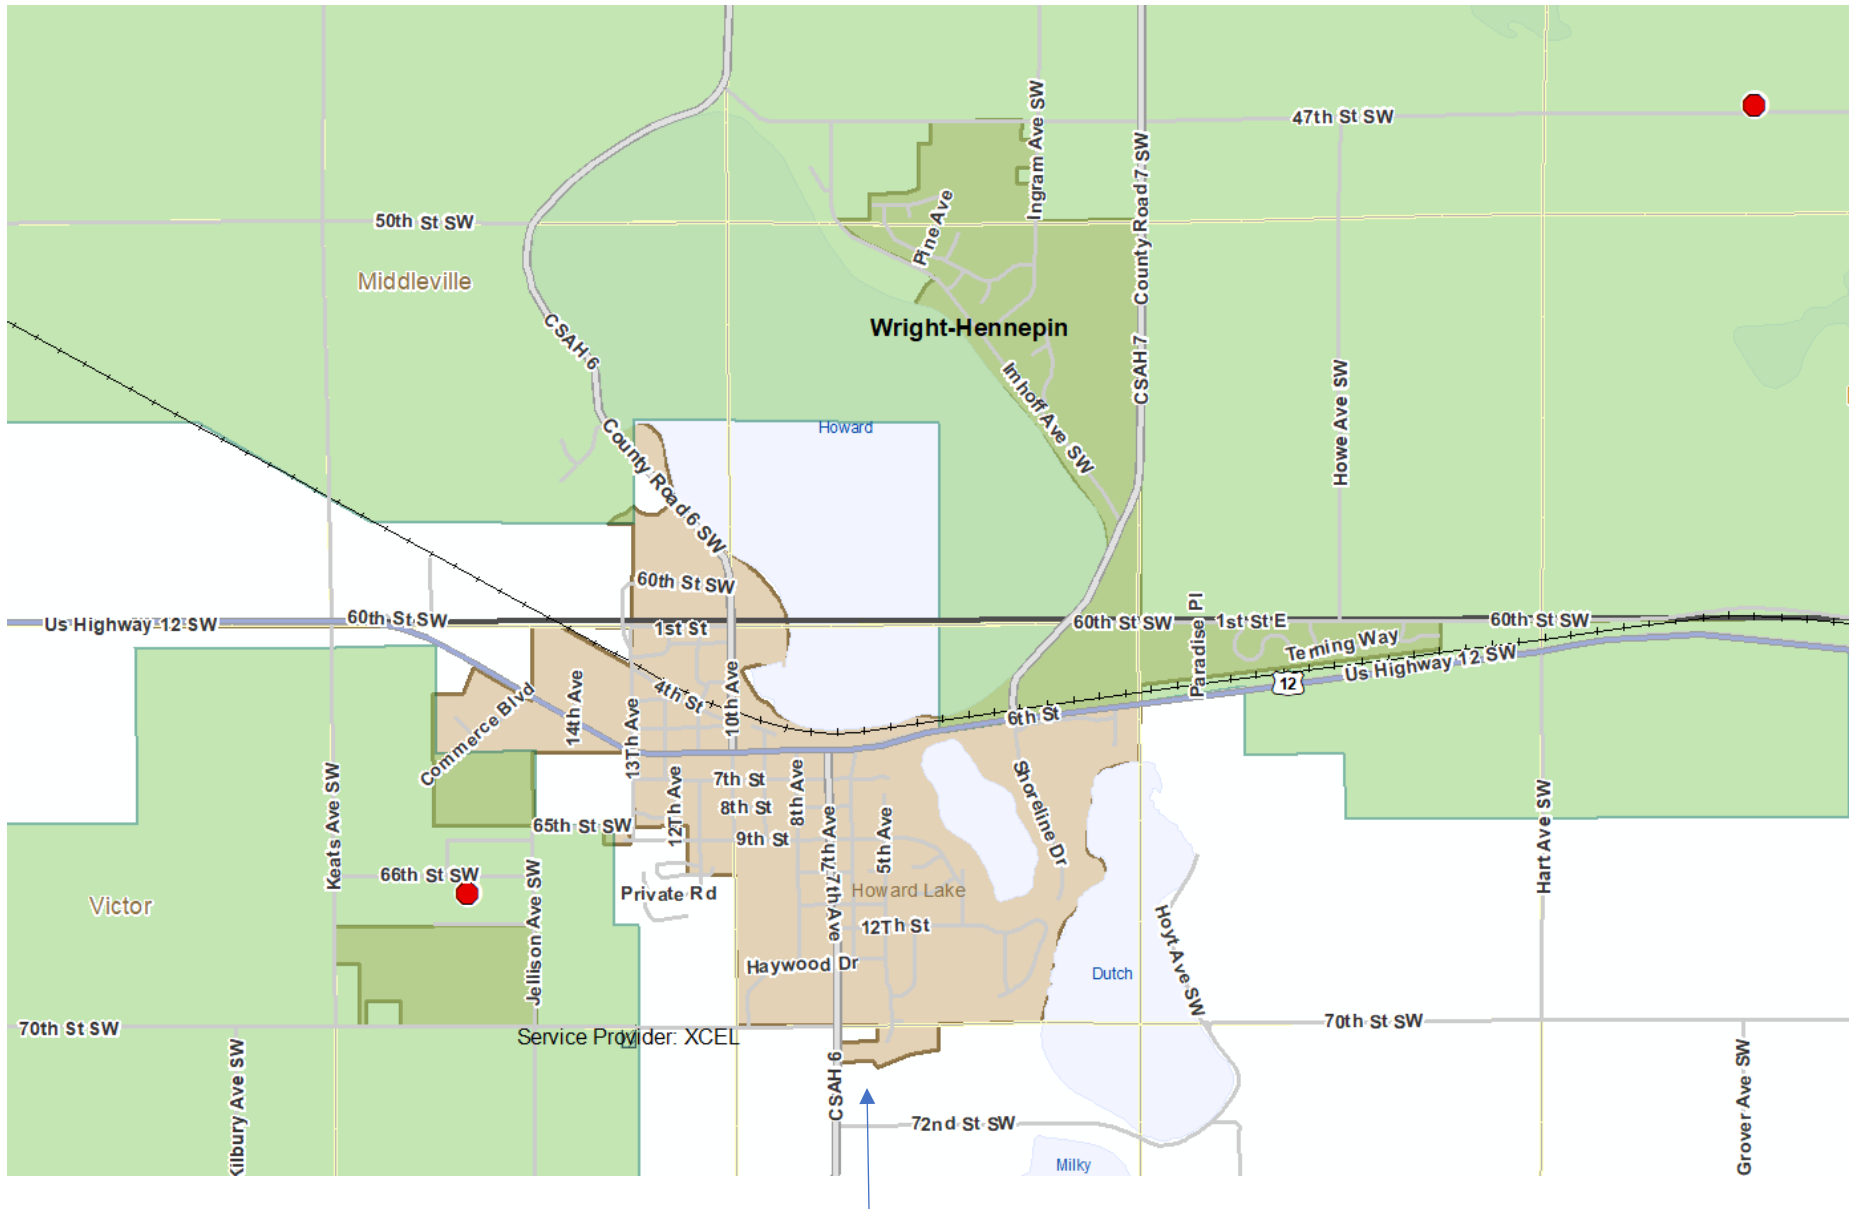 47th St SW
Ingram Ave SW
County Road 7 SW
50th St SW
Pine Ave
Middleville
CSAH 6
Wright-Hennepin
CSAH 7
Imhoff Ave SW
Howe Ave SW
Howard
County Road 6 SW
60th St SW
Us Highway 12 SW
60th St SW
1st St
60th St SW
Paradise Pl
1st St E
60th St SW
Terning Way
Us Highway 12 SW
12
4th St
10th Ave
14th Ave
13Th Ave
Commerce Blvd
6th St
Keats Ave SW
7th St
8th St
8th Ave
12Th Ave
Shoreline Dr
65th St SW
9th St
7th Ave
7th Ave
5th Ave
Hart Ave SW
66th St SW
Private Rd
Howard Lake
Victor
Jellison Ave SW
12Th St
Hoyt Ave SW
Haywood Dr
Dutch
70th St SW
Service Provider: XCEL
70th St SW
Kilbury Ave SW
CSAH 6
72nd St SW
Grover Ave SW
Milky